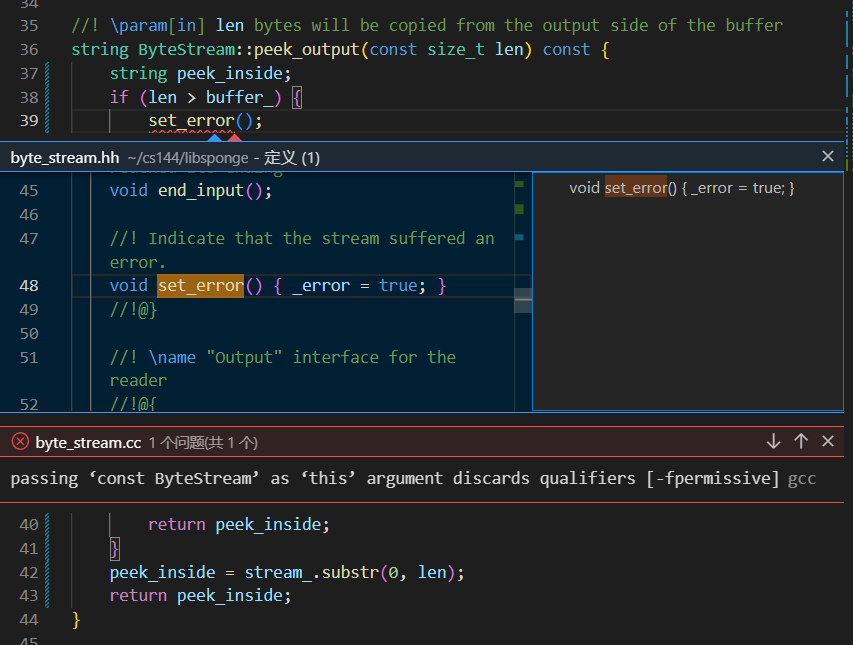 34
35 //! \param[in] len bytes will be copied from the output side of the buffer
36 string ByteStream::peek_output(const size_t len) const {
37 string peek_inside;
38 if (len > buffer_) {
39 set_error();
byte_stream.hh ~/cs144/libsponge - 定义 (1)
reached its ending
45 void end_input();
46
47 //! Indicate that the stream suffered an
error.
48 void set_error() { _error = true; }
49 //!@}
50
51 //! \name "Output" interface for the
reader
52 //!@{
void set_error() { _error = true; }
byte_stream.cc 1 个问题(共 1 个)
passing ‘const ByteStream’ as ‘this’ argument discards qualifiers [-fpermissive] gcc
40 return peek_inside;
41 }
42 peek_inside = stream_.substr(0, len);
43 return peek_inside;
44 }
45